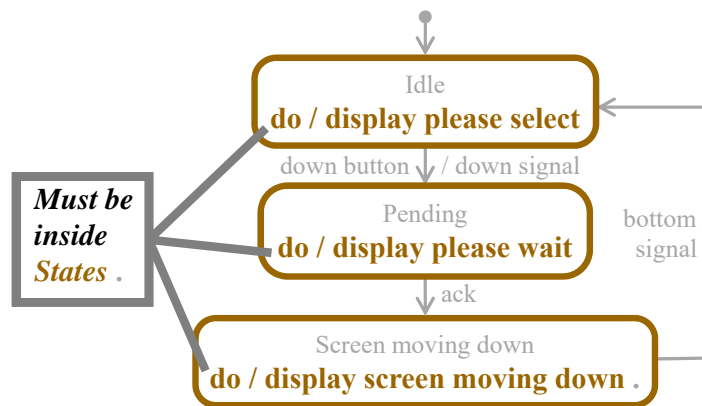 Idle
do / display please select
down button / down signal
Must be
inside
States .
Pending
do / display please wait
bottom
signal
ack
Screen moving down
do / display screen moving down .